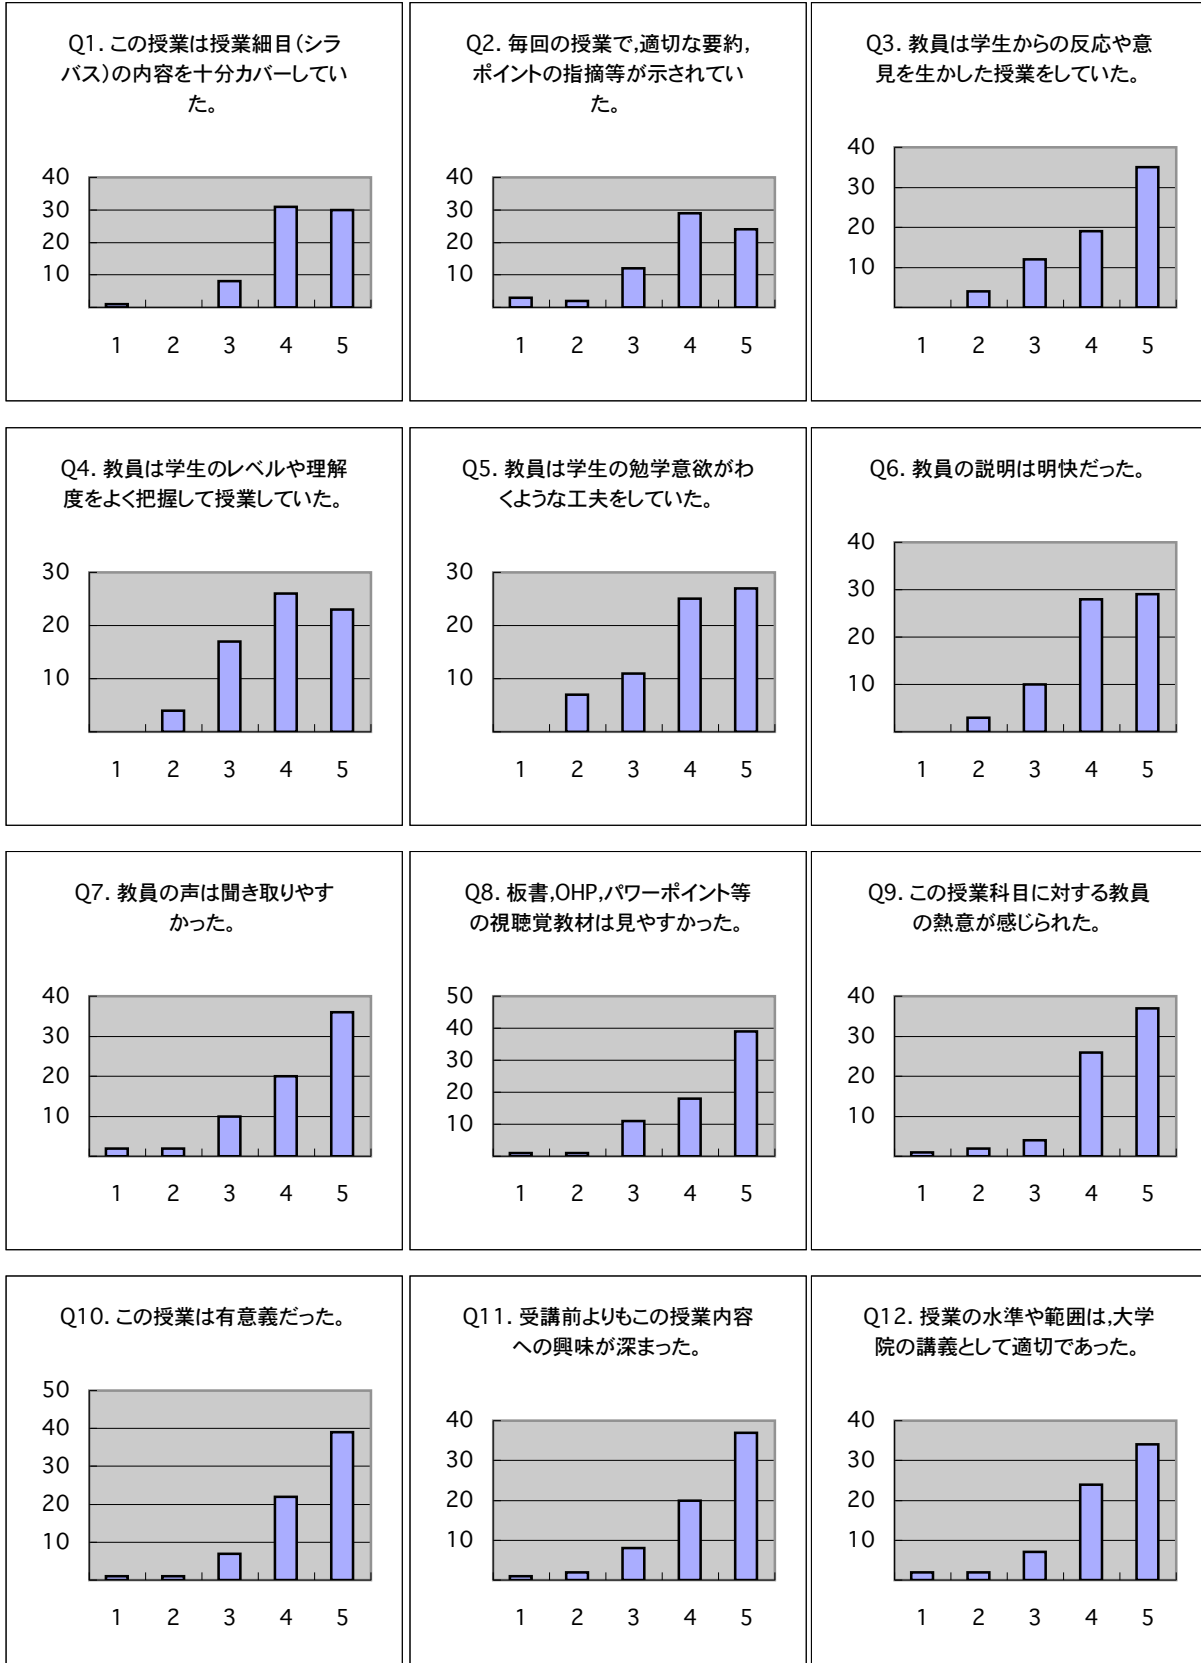 Q1. この授業は授業細目(シラ
バス)の内容を十分カバーしてい
た。
40
30
20
10
1 2 3 4 5
Q2. 毎回の授業で,適切な要約,
ポイントの指摘等が示されてい
た。
40
30
20
10
1 2 3 4 5
Q3. 教員は学生からの反応や意
見を生かした授業をしていた。
40
30
20
10
1 2 3 4 5
Q4. 教員は学生のレベルや理解
度をよく把握して授業していた。
30
20
10
1 2 3 4 5
Q5. 教員は学生の勉学意欲がわ
くような工夫をしていた。
30
20
10
1 2 3 4 5
Q6. 教員の説明は明快だった。
40
30
20
10
1 2 3 4 5
Q7. 教員の声は聞き取りやす
かった。
40
30
20
10
1 2 3 4 5
Q8. 板書,OHP,パワーポイント等
の視聴覚教材は見やすかった。
50
40
30
20
10
1 2 3 4 5
Q9. この授業科目に対する教員
の熱意が感じられた。
40
30
20
10
1 2 3 4 5
Q10. この授業は有意義だった。
50
40
30
20
10
1 2 3 4 5
Q11. 受講前よりもこの授業内容
への興味が深まった。
40
30
20
10
1 2 3 4 5
Q12. 授業の水準や範囲は,大学
院の講義として適切であった。
40
30
20
10
1 2 3 4 5